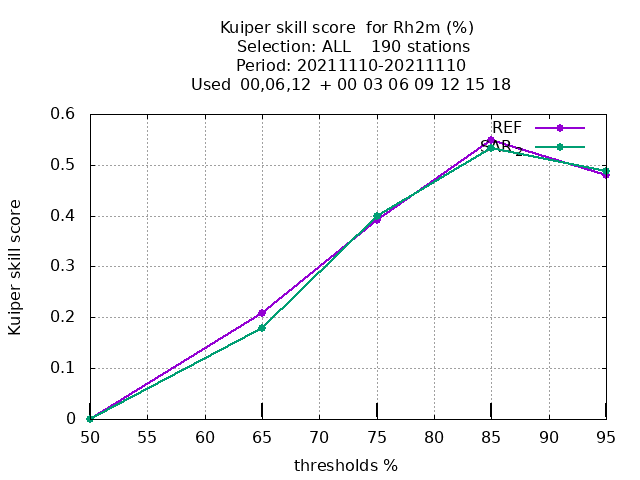 Kuiper skill score  for Rh2m (%)
Selection: ALL    190 stations
Period: 20211110-20211110
Used  00,06,12  + 00 03 06 09 12 15 18
0.6
0.5
0.4
0.3
0.2
0.1
0
Kuiper skill score
REF
SAR2
50 55 60 65 70 75 80 85 90 95
thresholds %